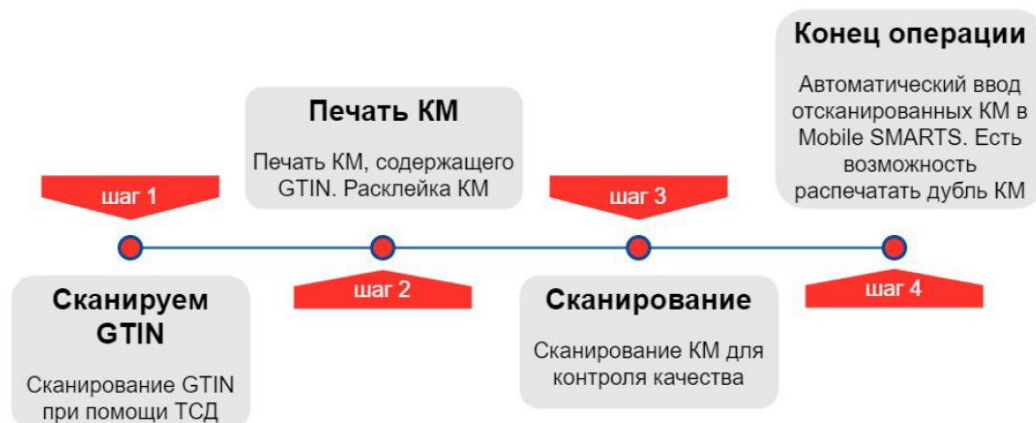 шаг 1
Сканируем
GTIN
Сканирование GTIN
при помощи ТСД
Печать КМ
Печать КМ, содержащего
GTIN. Расклейка КМ
шаг 2
шаг 3
Сканирование
Сканирование КМ для
контроля качества
Конец операции
Автоматический ввод
отсканированных КМ в
Mobile SMARTS. Есть
возможность
распечатать дубль КМ
шаг 4